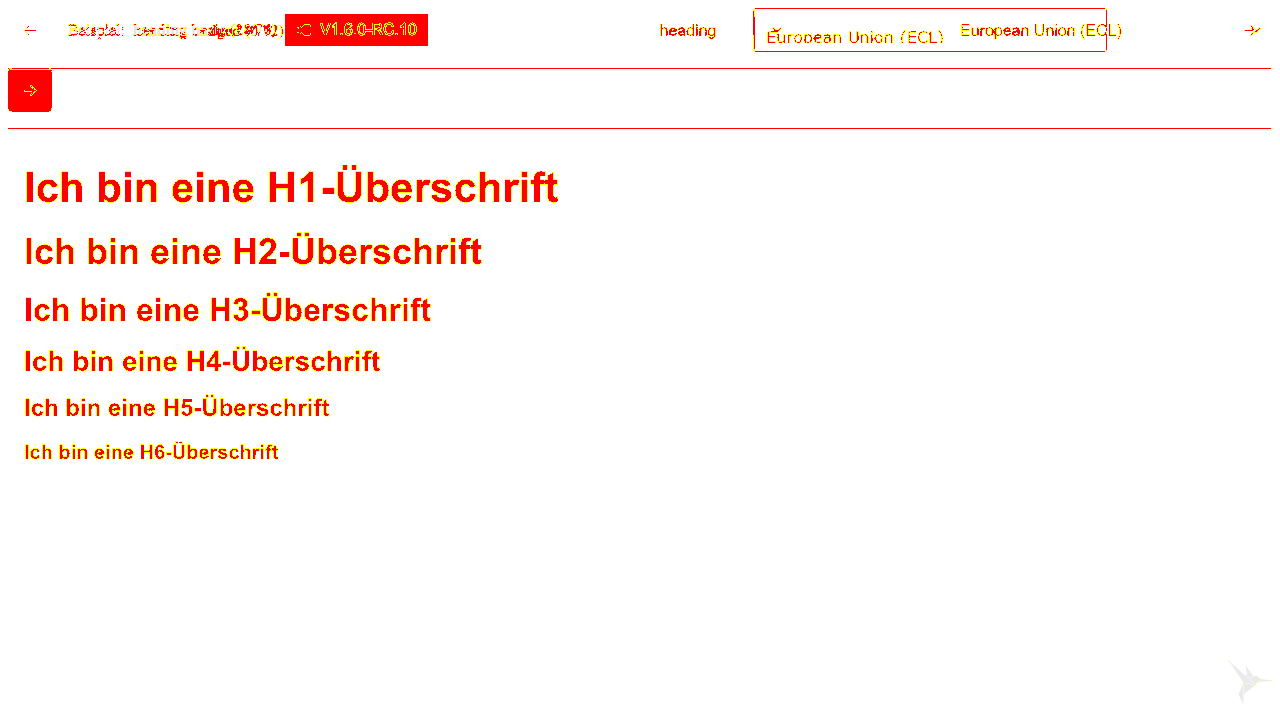 Beispiel: heading
V1.6.0-RC.10
heading
European Union (ECL)
European Union (ECL)
Ich bin eine H1-Überschrift
Ich bin eine H2-Überschrift
Ich bin eine H3-Überschrift
Ich bin eine H4-Überschrift
Ich bin eine H5-Überschrift
Ich bin eine H6-Überschrift